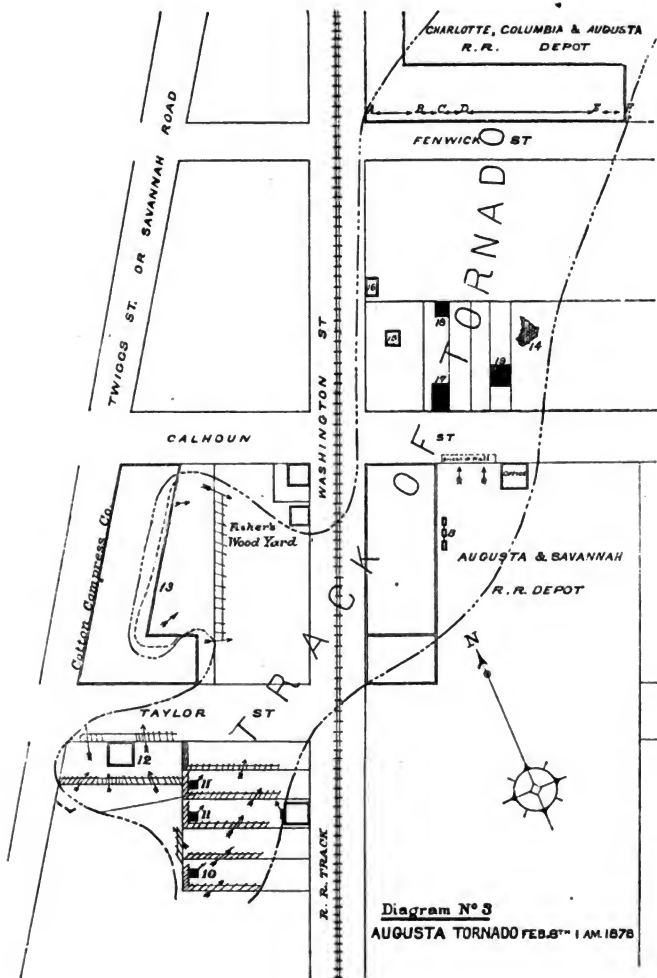 CHARLOTTE, COLUMBIA & AUGUSTA
R.R. DEPOT
A B C D E F
FENWICK ST
TWIGGS ST. OR SAVANNAH ROAD
WASHINGTON ST
TRACK OF TORNADO
16
15
18
17
19
14
CALHOUN ST
OFFICE
Fisher's
Wood Yard
Cotton Compress Co.
13
8
AUGUSTA & SAVANNAH
R.R. DEPOT
N
TAYLOR ST
12
11
11
10
R.R. TRACK
Diagram Nº 3
AUGUSTA TORNADO FEB. 8TH 1 AM. 1878